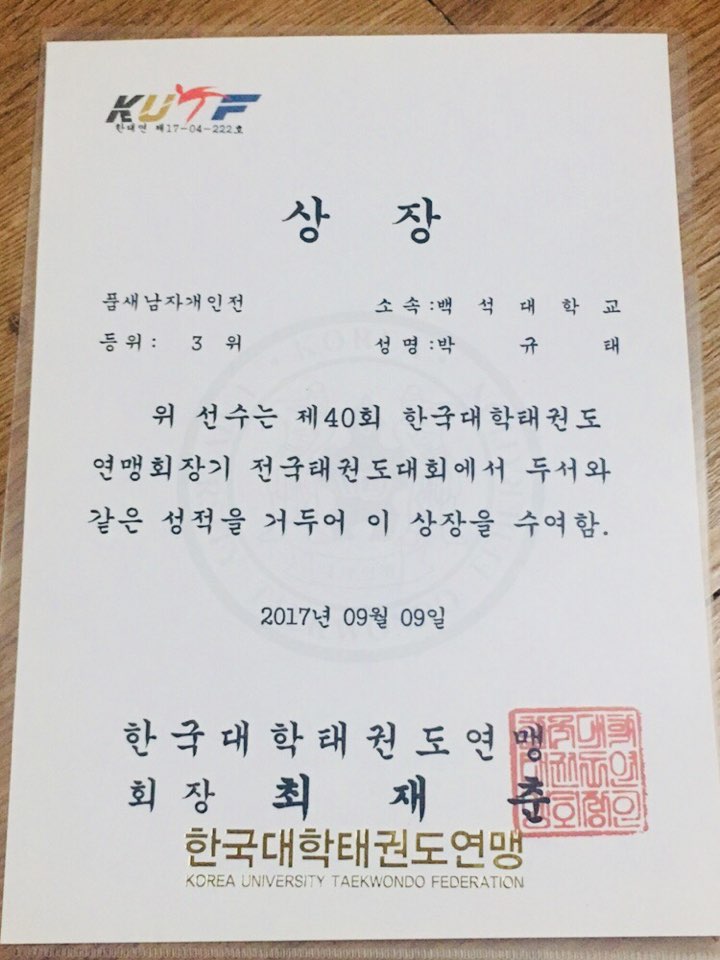 KUTF
한태연 제17-04-222호
상 장
품새남자개인전 소속:백 석 대 학 교
등위: 3 위 성명:박 규 태
위 선수는 제40회 한국대학태권도
연맹회장기 전국태권도대회에서 두서와
같은 성적을 거두어 이 상장을 수여함.
2017년 09월 09일
한 국 대 학 태 권 도 연 맹
회 장 최 재 춘
한국대학태권도연맹
KOREA UNIVERSITY TAEKWONDO FEDERATION